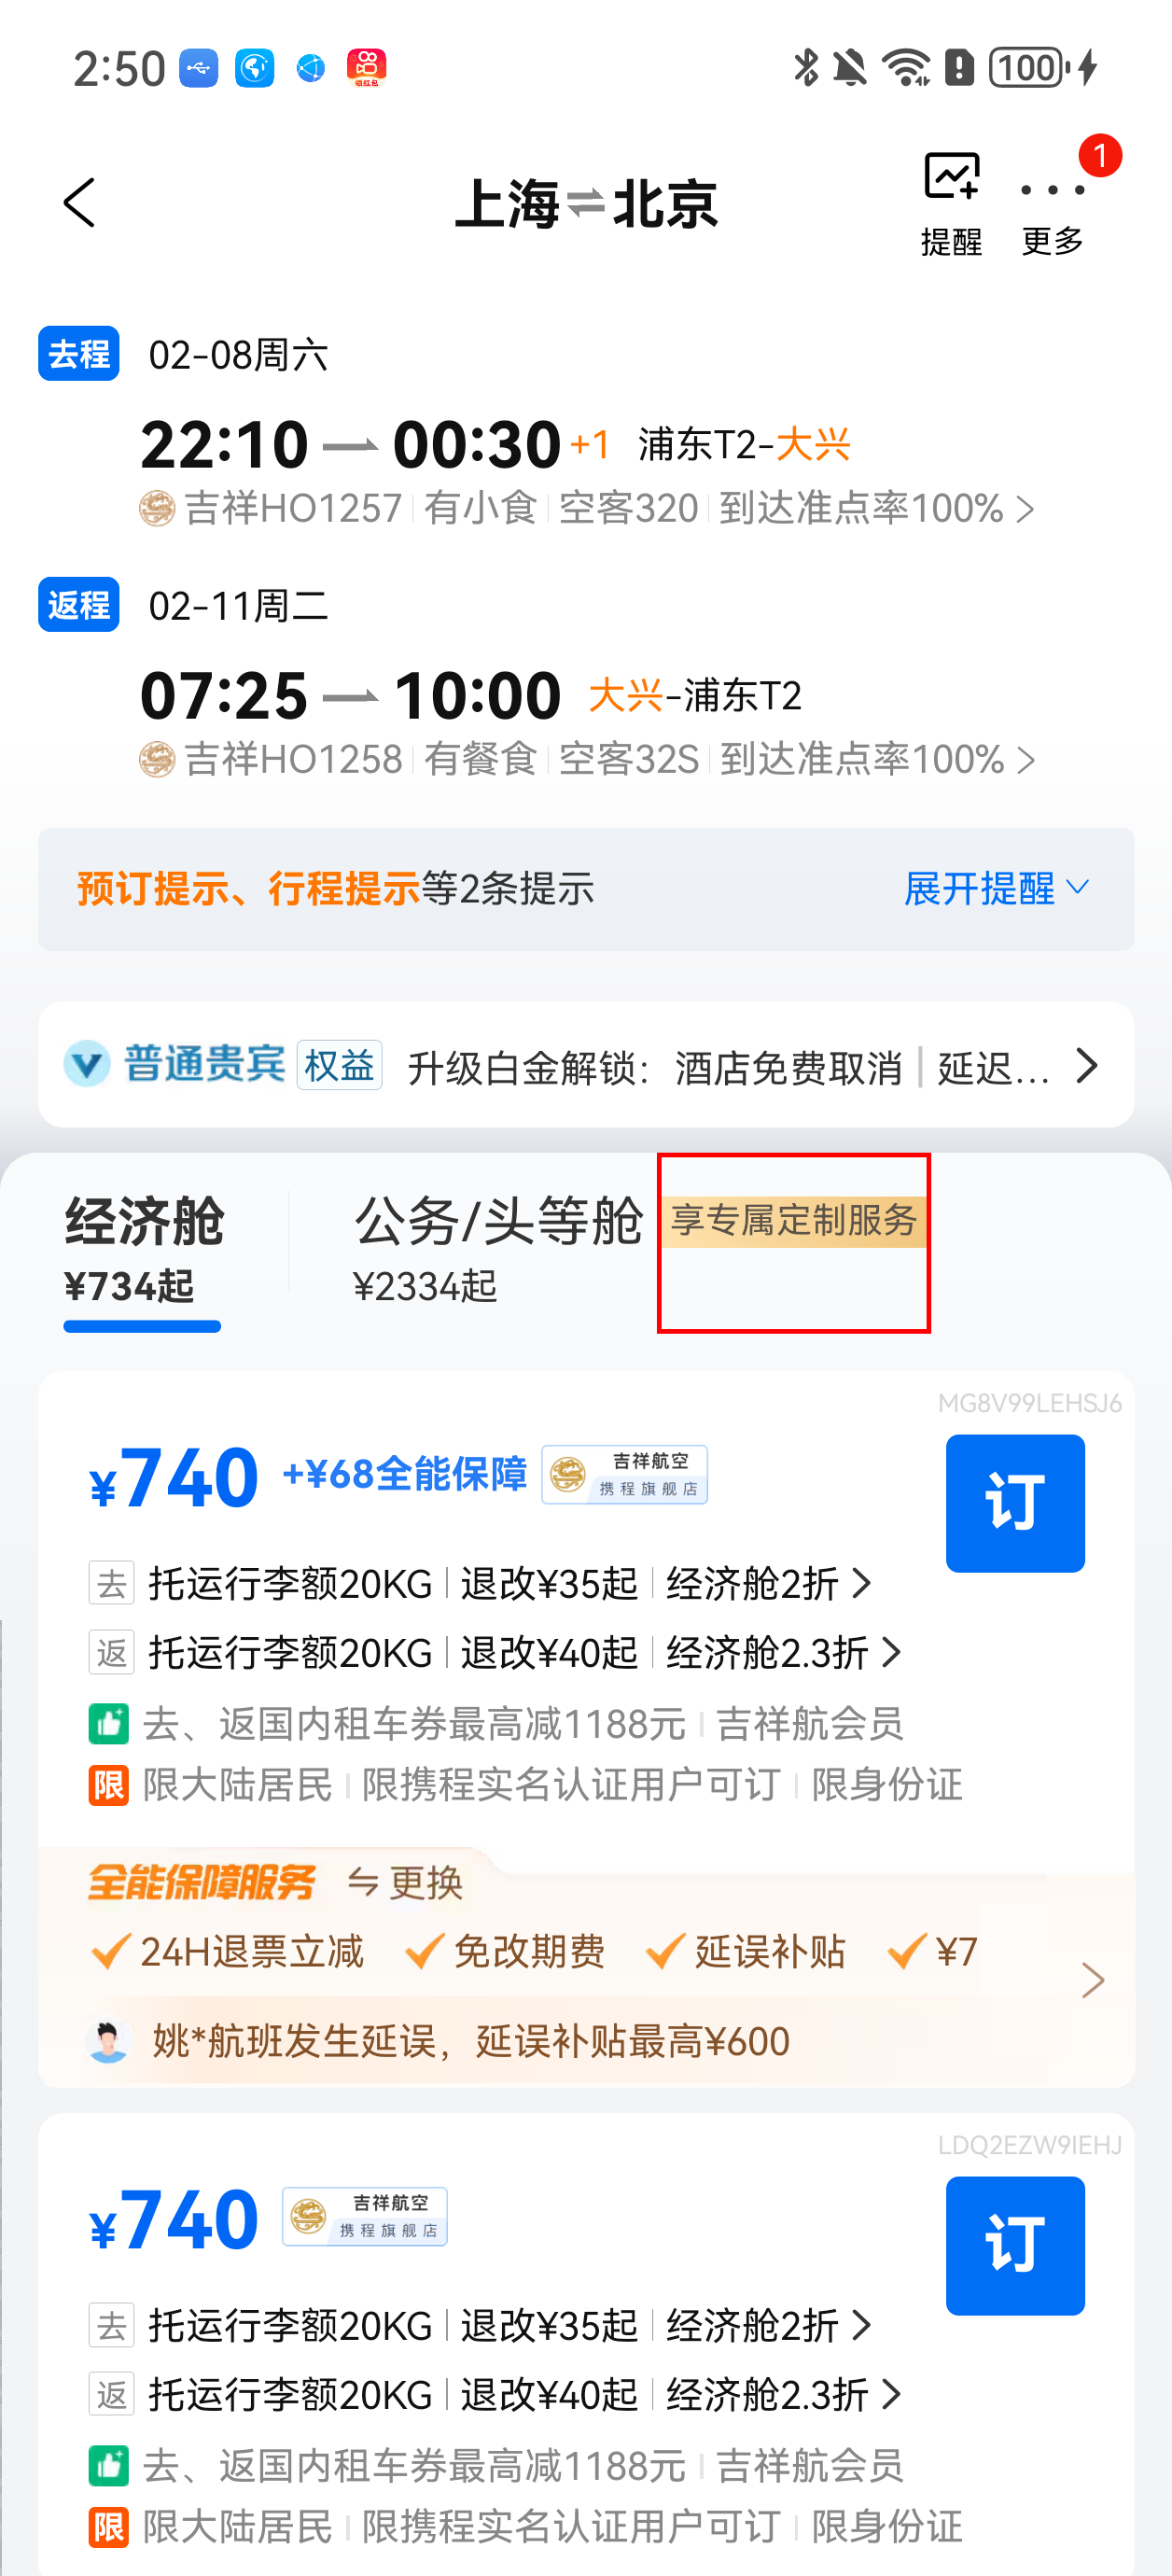 2:50
领红包
100
上海⇌北京
提醒
更多
1
去程 02-08周六
22:10 00:30 +1 浦东T2-大兴
吉祥HO1257 有小食 空客320 到达准点率100%
返程 02-11周二
07:25 10:00 大兴-浦东T2
吉祥HO1258 有餐食 空客32S 到达准点率100%
预订提示、行程提示等2条提示 展开提醒
普通贵宾 权益 升级白金解锁：酒店免费取消 | 延迟...
经济舱 公务/头等舱 享专属定制服务
¥734起 ¥2334起
MG8V99LEHSJ6
¥740 +¥68全能保障 吉祥航空
携程旗舰店
订
去 托运行李额20KG 退改¥35起 经济舱2折
返 托运行李额20KG 退改¥40起 经济舱2.3折
去、返国内租车券最高减1188元 吉祥航会员
限 限大陆居民 限携程实名认证用户可订 限身份证
全能保障服务 更换
24H退票立减 免改期费 延误补贴 ¥7
姚*航班发生延误，延误补贴最高¥600
LDQ2EZW9IEHJ
¥740 吉祥航空
携程旗舰店
订
去 托运行李额20KG 退改¥35起 经济舱2折
返 托运行李额20KG 退改¥40起 经济舱2.3折
去、返国内租车券最高减1188元 吉祥航会员
限 限大陆居民 限携程实名认证用户可订 限身份证